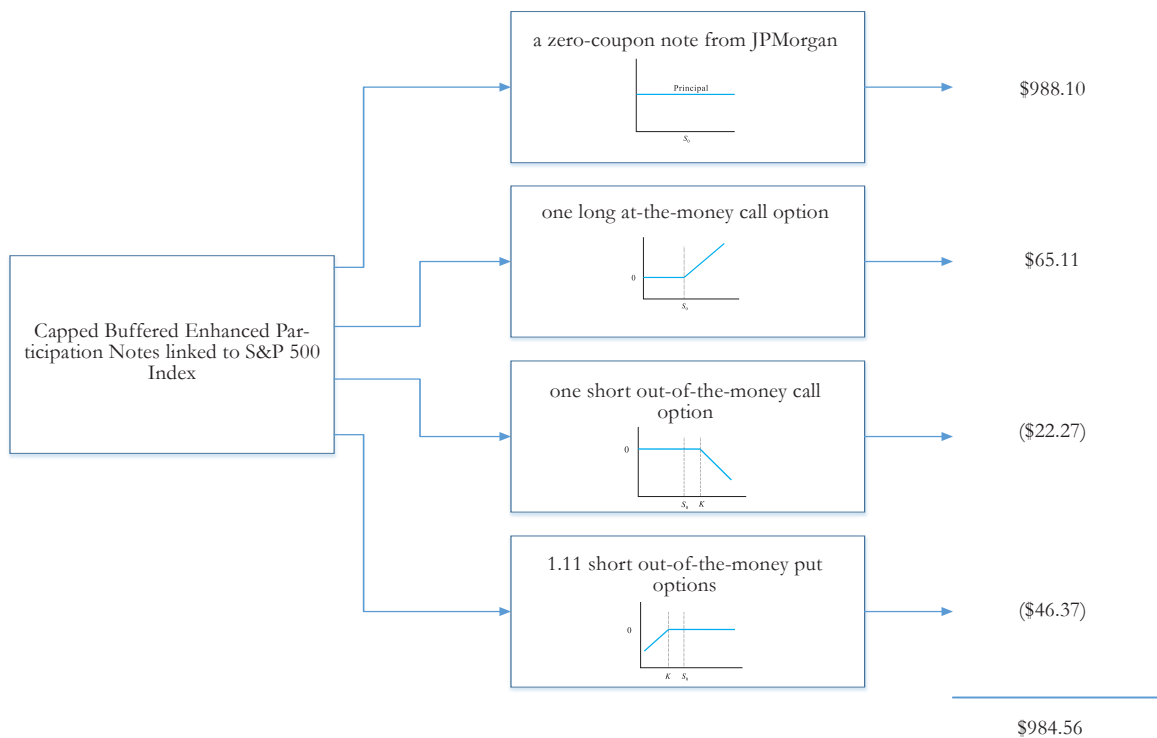 a zero-coupon note from JPMorgan
Principal
S₀
$988.10
one long at-the-money call option
0
S₀
$65.11
Capped Buffered Enhanced Par-
ticipation Notes linked to S&P 500
Index
one short out-of-the-money call
option
0
S₀ K
($22.27)
1.11 short out-of-the-money put
options
0
K S₀
($46.37)
$984.56